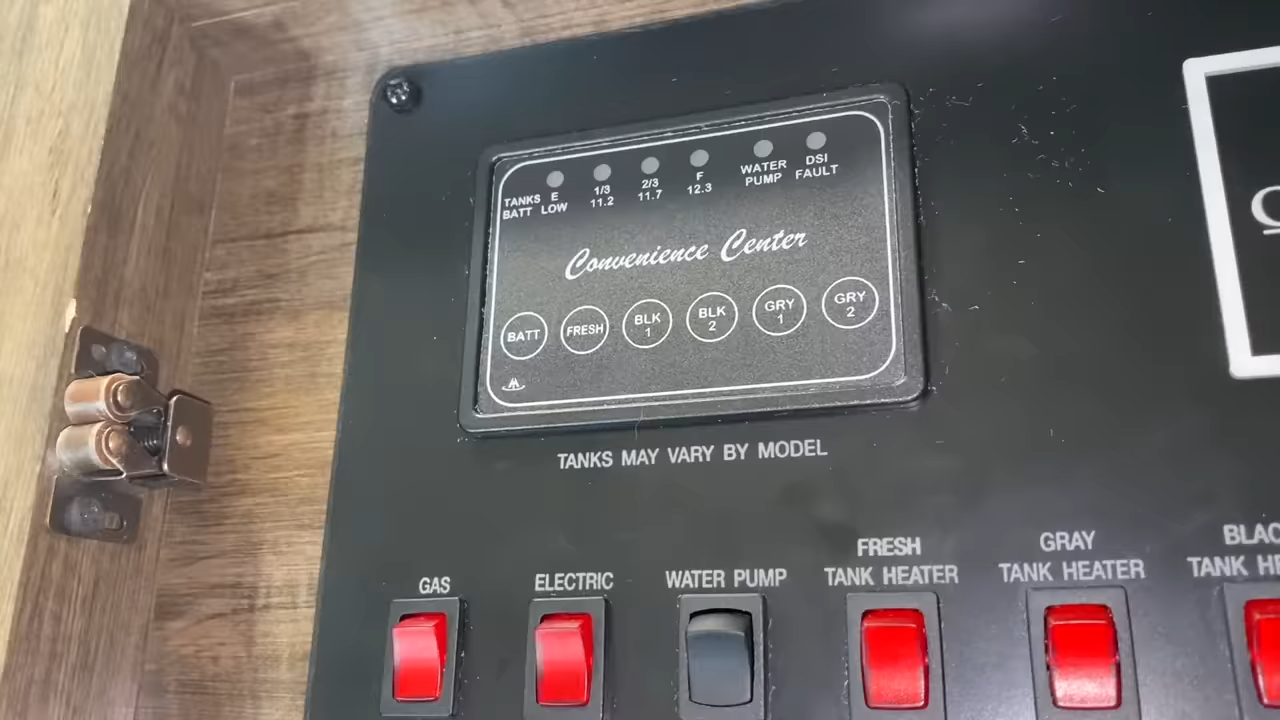 TANKS E 1/3 2/3 F WATER PUMP DSI FAULT
BATT LOW 11.2 11.7 12.3
Convenience Center
BATT FRESH BLK 1 BLK 2 GRY 1 GRY 2
TANKS MAY VARY BY MODEL
GAS ELECTRIC WATER PUMP FRESH TANK HEATER GRAY TANK HEATER